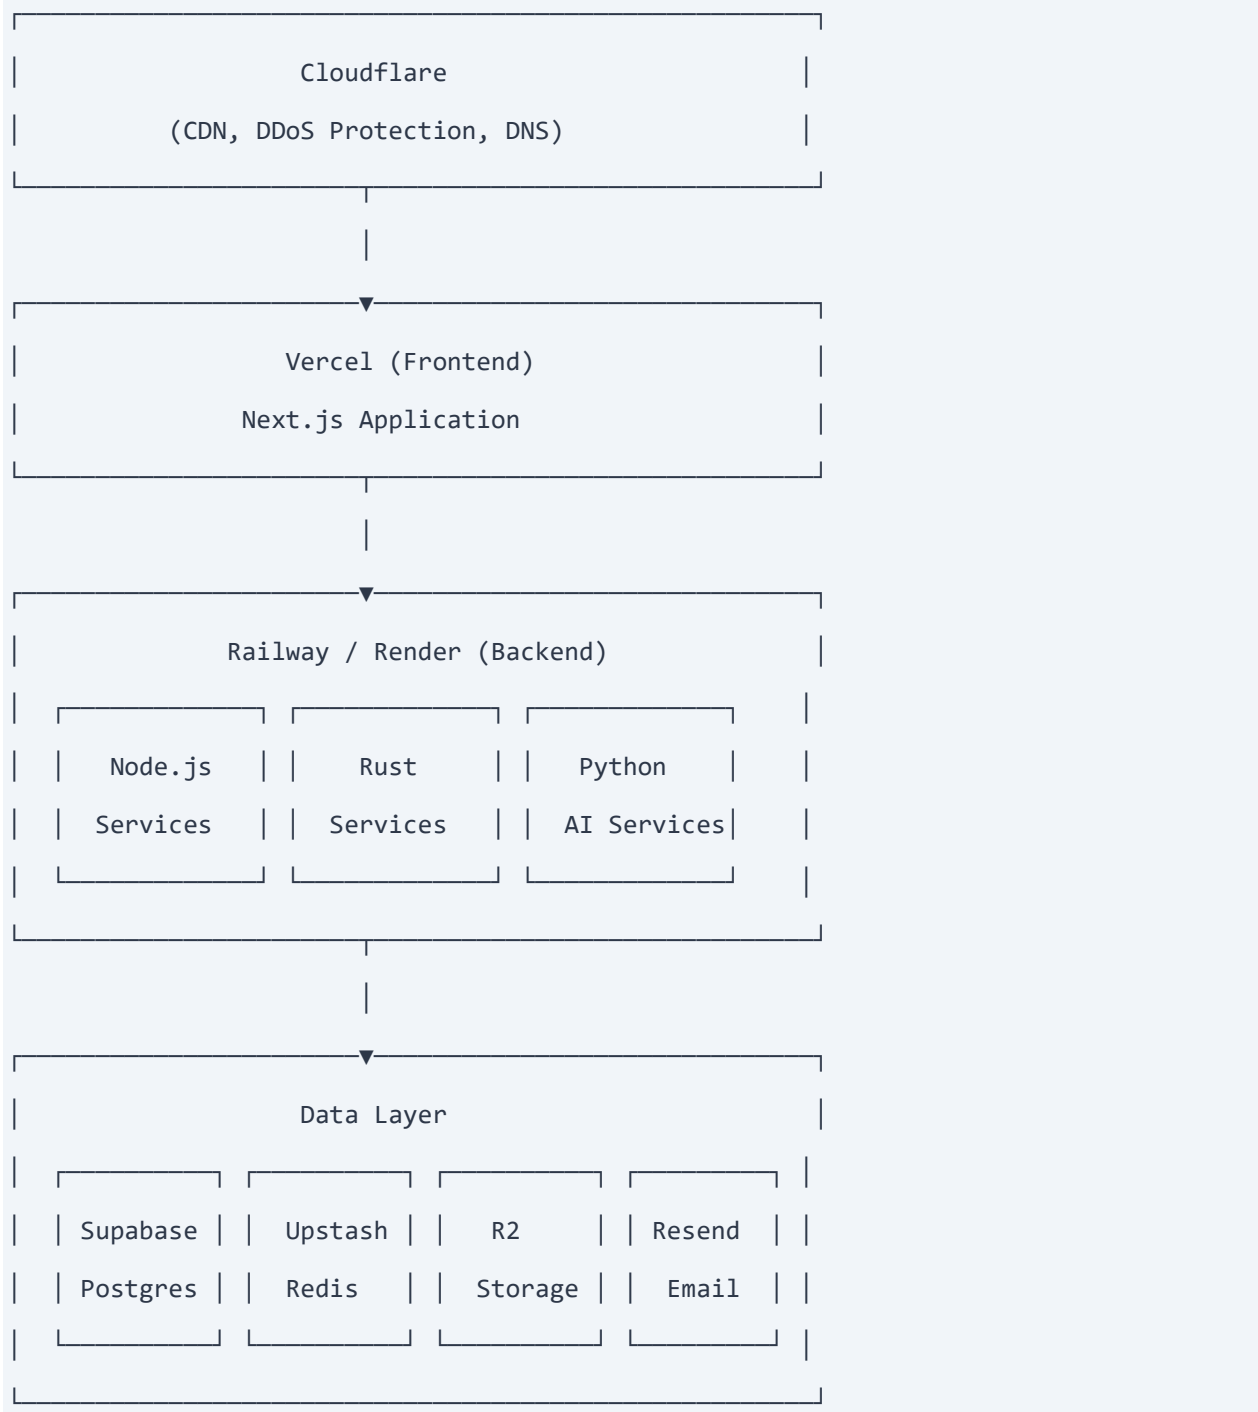 Cloudflare
(CDN, DDoS Protection, DNS)
Vercel (Frontend)
Next.js Application
Railway / Render (Backend)
Node.js Rust Python
Services Services AI Services
Data Layer
Supabase Upstash R2 Resend
Postgres Redis Storage Email